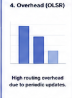 4. Overhead (OLSR)
High routing overhead
due to periodic updates.